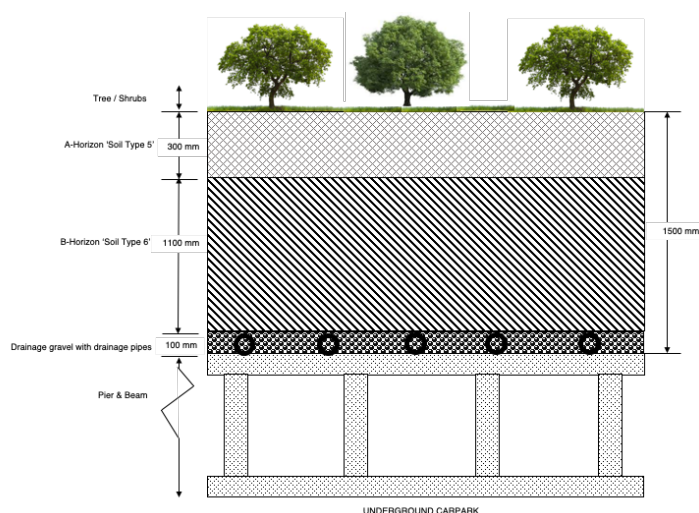 Tree / Shrubs
A-Horizon 'Soil Type 5'
300 mm
B-Horizon 'Soil Type 6'
1100 mm
1500 mm
Drainage gravel with drainage pipes
100 mm
Pier & Beam
UNDERGROUND CARPARK